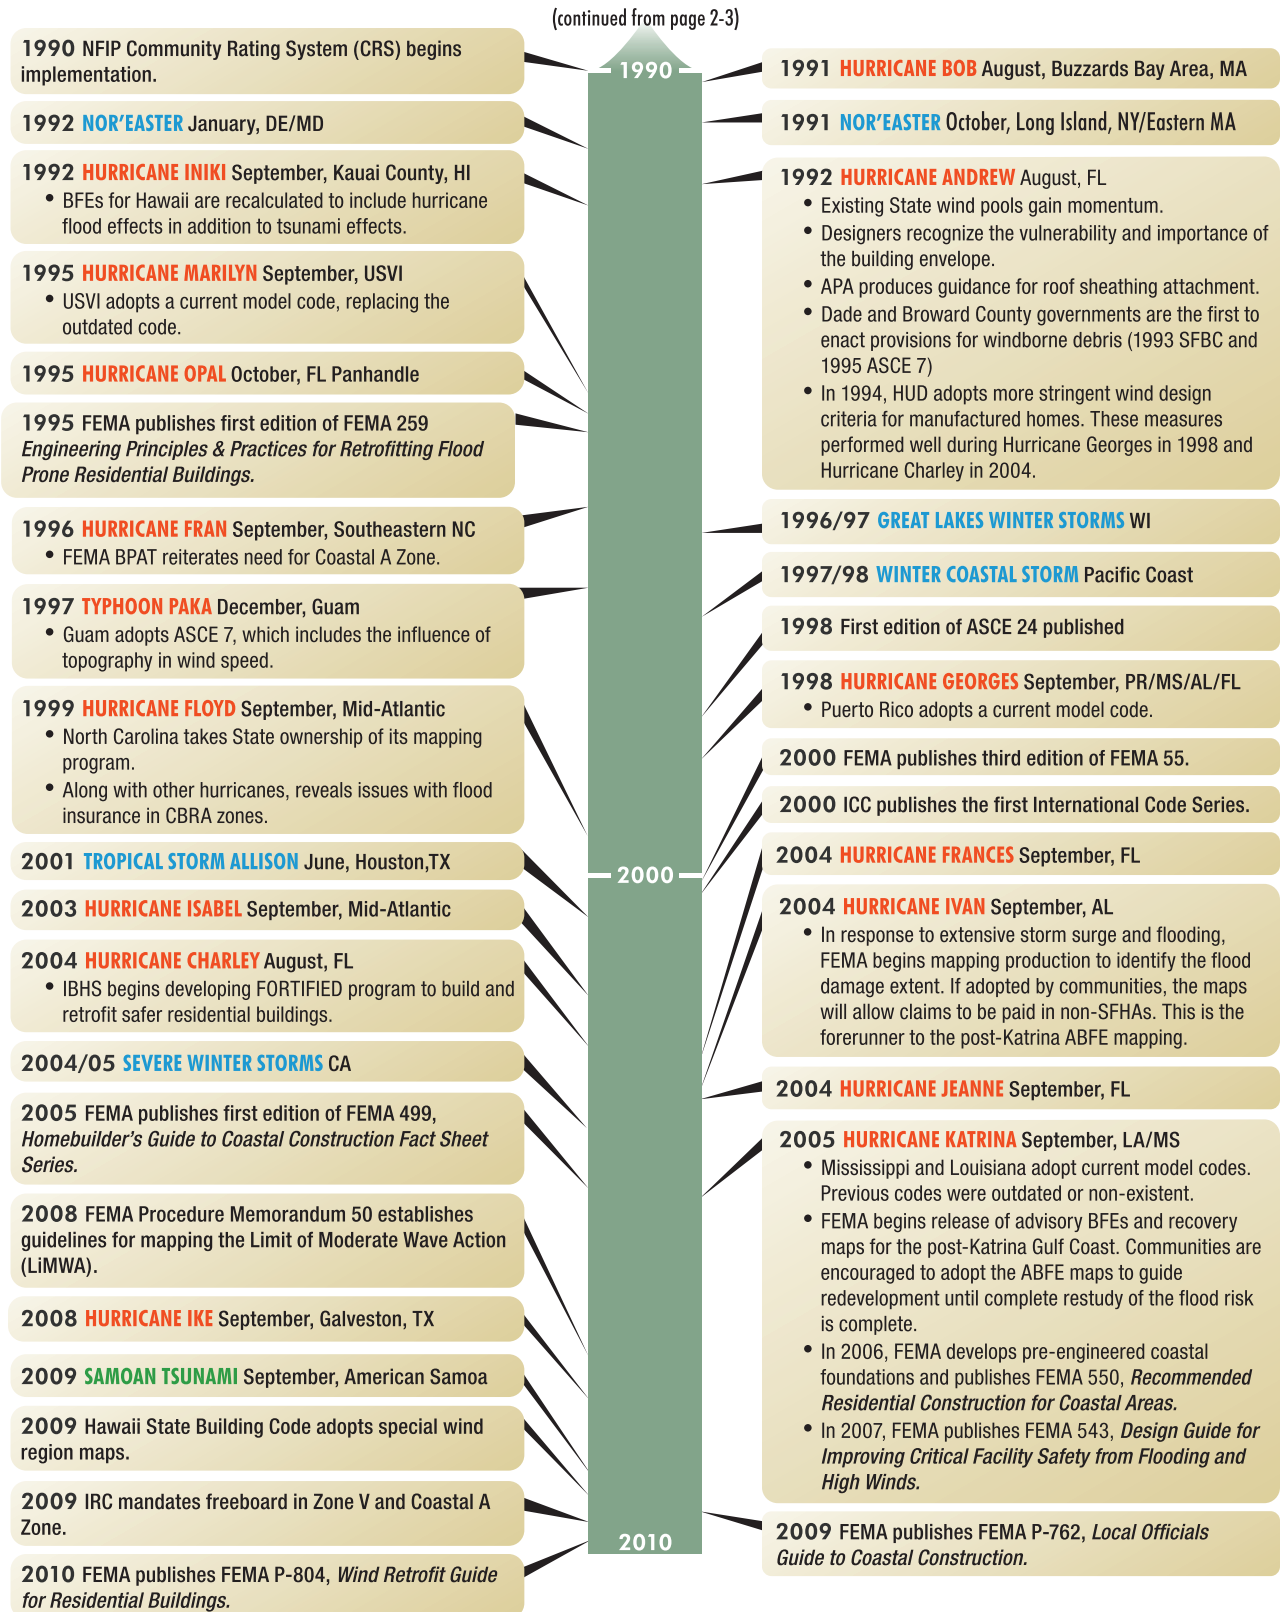 (continued from page 2-3)
1990 NFIP Community Rating System (CRS) begins
implementation.
1992 NOR’EASTER January, DE/MD
1992 HURRICANE INIKI September, Kauai County, HI
• BFEs for Hawaii are recalculated to include hurricane
flood effects in addition to tsunami effects.
1995 HURRICANE MARILYN September, USVI
• USVI adopts a current model code, replacing the
outdated code.
1995 HURRICANE OPAL October, FL Panhandle
1995 FEMA publishes first edition of FEMA 259
Engineering Principles & Practices for Retrofitting Flood
Prone Residential Buildings.
1996 HURRICANE FRAN September, Southeastern NC
• FEMA BPAT reiterates need for Coastal A Zone.
1997 TYPHOON PAKA December, Guam
• Guam adopts ASCE 7, which includes the influence of
topography in wind speed.
1999 HURRICANE FLOYD September, Mid-Atlantic
• North Carolina takes State ownership of its mapping
program.
• Along with other hurricanes, reveals issues with flood
insurance in CBRA zones.
2001 TROPICAL STORM ALLISON June, Houston,TX
2003 HURRICANE ISABEL September, Mid-Atlantic
2004 HURRICANE CHARLEY August, FL
• IBHS begins developing FORTIFIED program to build and
retrofit safer residential buildings.
2004/05 SEVERE WINTER STORMS CA
2005 FEMA publishes first edition of FEMA 499,
Homebuilder’s Guide to Coastal Construction Fact Sheet
Series.
2008 FEMA Procedure Memorandum 50 establishes
guidelines for mapping the Limit of Moderate Wave Action
(LiMWA).
2008 HURRICANE IKE September, Galveston, TX
2009 SAMOAN TSUNAMI September, American Samoa
2009 Hawaii State Building Code adopts special wind
region maps.
2009 IRC mandates freeboard in Zone V and Coastal A
Zone.
2010 FEMA publishes FEMA P-804, Wind Retrofit Guide
for Residential Buildings.
1990
2000
2010
1991 HURRICANE BOB August, Buzzards Bay Area, MA
1991 NOR’EASTER October, Long Island, NY/Eastern MA
1992 HURRICANE ANDREW August, FL
• Existing State wind pools gain momentum.
• Designers recognize the vulnerability and importance of
the building envelope.
• APA produces guidance for roof sheathing attachment.
• Dade and Broward County governments are the first to
enact provisions for windborne debris (1993 SFBC and
1995 ASCE 7)
• In 1994, HUD adopts more stringent wind design
criteria for manufactured homes. These measures
performed well during Hurricane Georges in 1998 and
Hurricane Charley in 2004.
1996/97 GREAT LAKES WINTER STORMS WI
1997/98 WINTER COASTAL STORM Pacific Coast
1998 First edition of ASCE 24 published
1998 HURRICANE GEORGES September, PR/MS/AL/FL
• Puerto Rico adopts a current model code.
2000 FEMA publishes third edition of FEMA 55.
2000 ICC publishes the first International Code Series.
2004 HURRICANE FRANCES September, FL
2004 HURRICANE IVAN September, AL
• In response to extensive storm surge and flooding,
FEMA begins mapping production to identify the flood
damage extent. If adopted by communities, the maps
will allow claims to be paid in non-SFHAs. This is the
forerunner to the post-Katrina ABFE mapping.
2004 HURRICANE JEANNE September, FL
2005 HURRICANE KATRINA September, LA/MS
• Mississippi and Louisiana adopt current model codes.
Previous codes were outdated or non-existent.
• FEMA begins release of advisory BFEs and recovery
maps for the post-Katrina Gulf Coast. Communities are
encouraged to adopt the ABFE maps to guide
redevelopment until complete restudy of the flood risk
is complete.
• In 2006, FEMA develops pre-engineered coastal
foundations and publishes FEMA 550, Recommended
Residential Construction for Coastal Areas.
• In 2007, FEMA publishes FEMA 543, Design Guide for
Improving Critical Facility Safety from Flooding and
High Winds.
2009 FEMA publishes FEMA P-762, Local Officials
Guide to Coastal Construction.